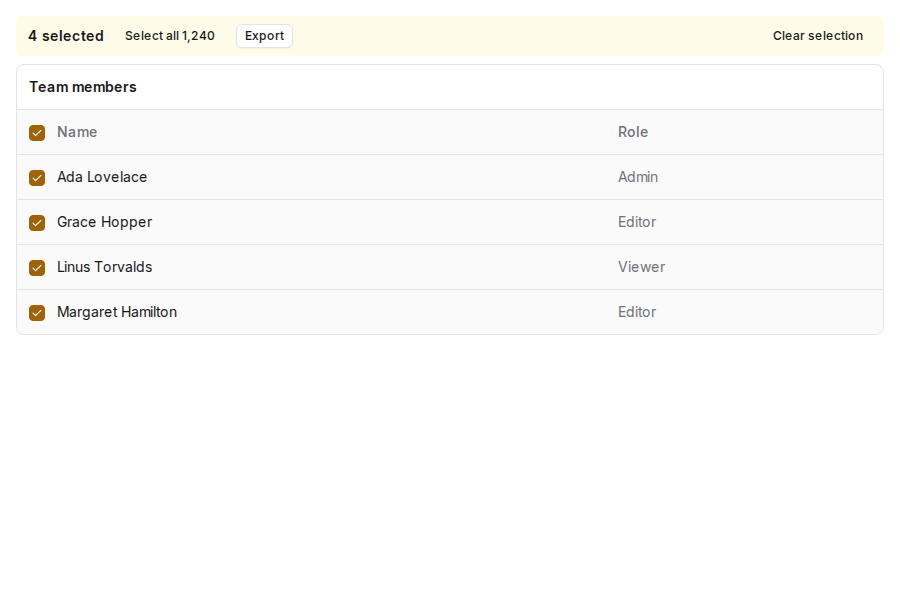 4 selected Select all 1,240 Export Clear selection
Team members
Name Role
Ada Lovelace Admin
Grace Hopper Editor
Linus Torvalds Viewer
Margaret Hamilton Editor